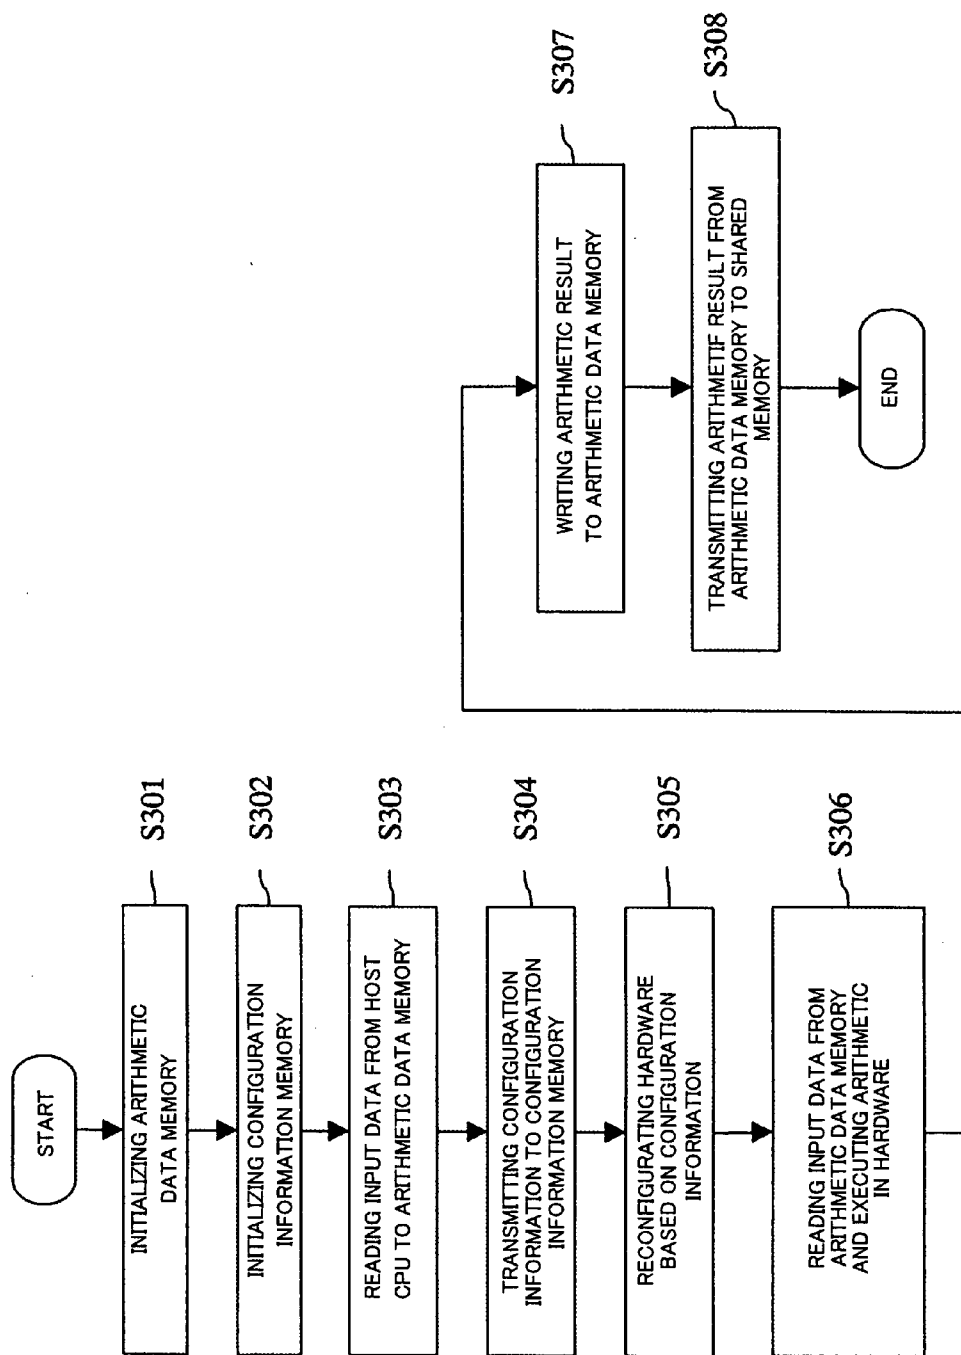 START
INITIALIZING ARITHMETIC
DATA MEMORY
S301
INITIALIZING CONFIGURATION
INFORMATION MEMORY
S302
READING INPUT DATA FROM HOST
CPU TO ARITHMETIC DATA MEMORY
S303
TRANSMITTING CONFIGURATION
INFORMATION TO CONFIGURATION
INFORMATION MEMORY
S304
RECONFIGURATING HARDWARE
BASED ON CONFIGURATION
INFORMATION
S305
READING INPUT DATA FROM
ARITHMETIC DATA MEMORY
AND EXECUTING ARITHMETIC
IN HARDWARE
S306
WRITING ARITHMETIC RESULT
TO ARITHMETIC DATA MEMORY
S307
TRANSMITTING ARITHMETIF RESULT FROM
ARITHMETIC DATA MEMORY TO SHARED
MEMORY
S308
END